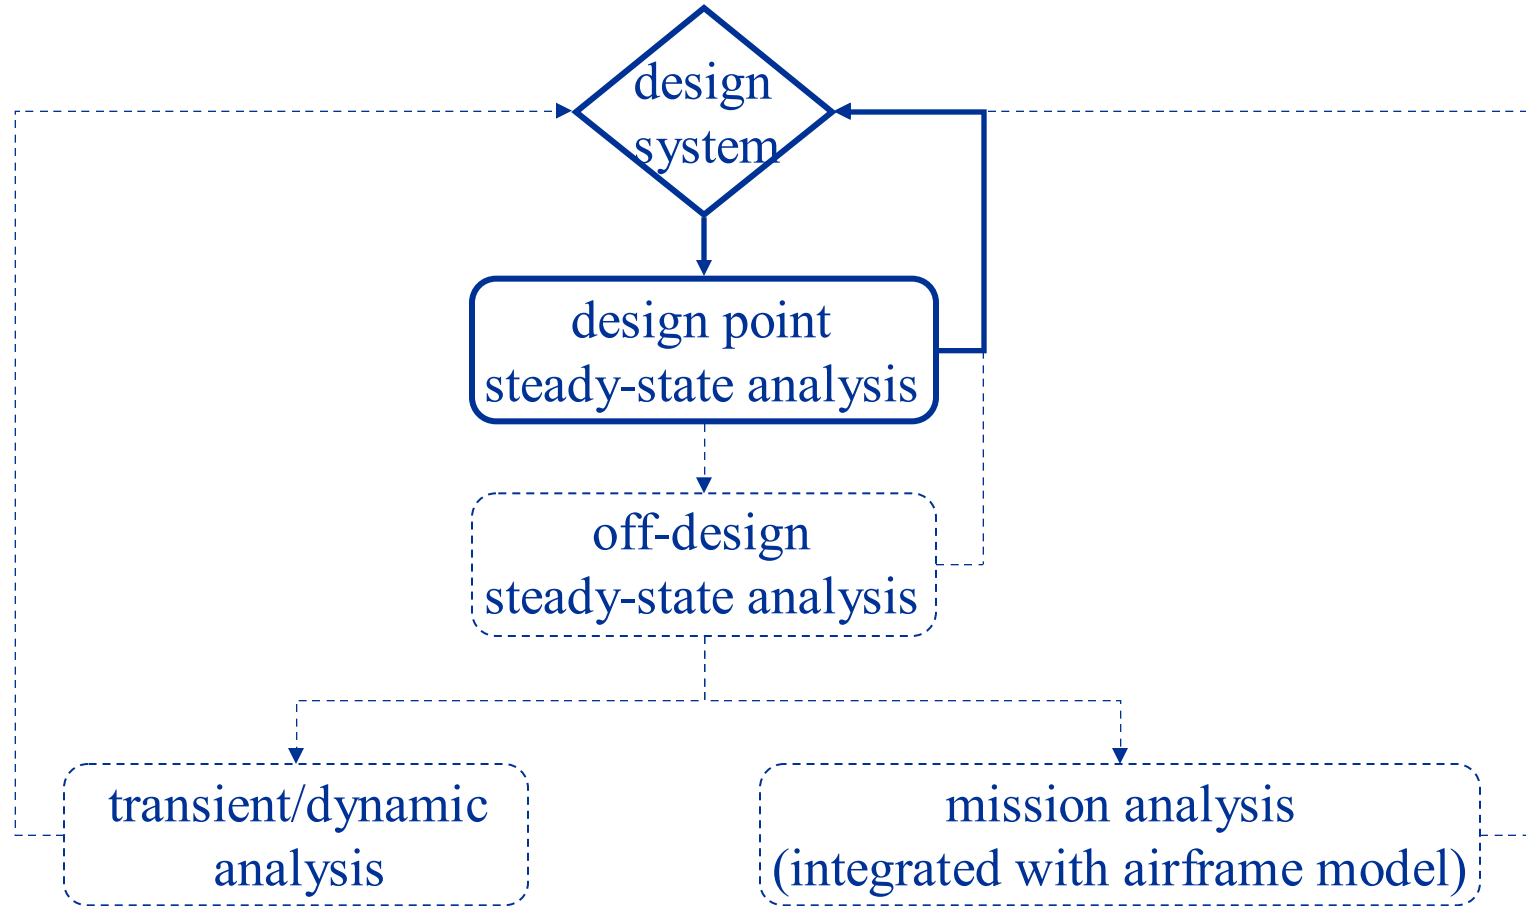 design
system
design point
steady-state analysis
off-design
steady-state analysis
transient/dynamic
analysis
mission analysis
(integrated with airframe model)